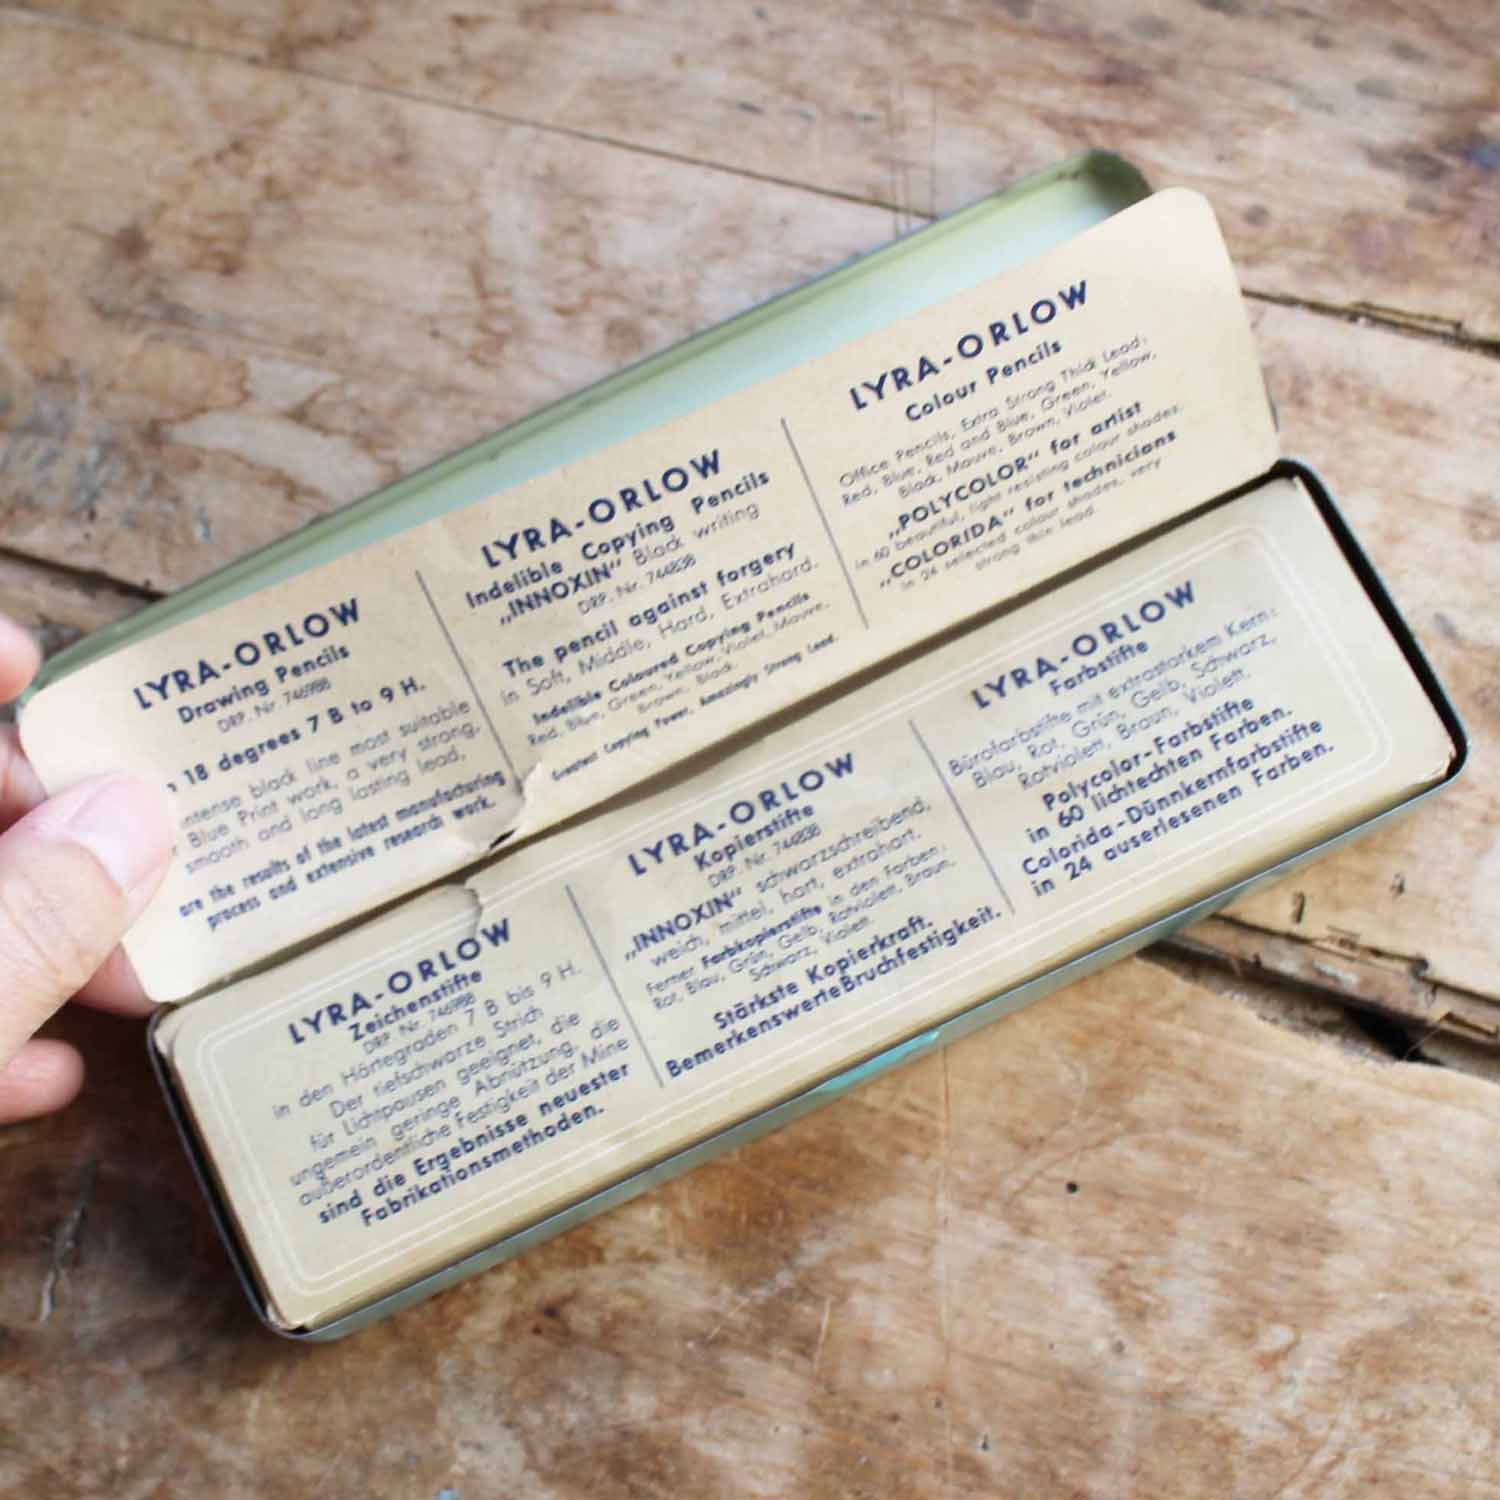 LYRA-ORLOW
Drawing Pencils
DRP. Nr. 746988
18 degrees 7 B to 9 H.
intense black line most suitable
Blue Print work, a very strong,
smooth and long lasting lead,
are the results of the latest manufacturing
process and extensive research work.
LYRA-ORLOW
Indelible Copying Pencils
„INNOXIN“ Black writing
DRP. Nr. 744838
The pencil against forgery
in Soft, Middle, Hard, Extrahard.
Indelible Coloured Copying Pencils
Red, Blue, Green, Yellow, Violet, Mauve,
Brown, Black.
Greatest Copying Power, Amazingly Strong Lead.
LYRA-ORLOW
Colour Pencils
Office Pencils, Extra Strong Thick Lead:
Red, Blue, Red and Blue, Green, Yellow,
Black, Mauve, Brown, Violet.
„POLYCOLOR“ for artist
in 60 beautiful, light resisting colour shades.
„COLORIDA“ for technicians
in 24 selected colour shades, very
strong thin lead.
LYRA-ORLOW
Zeichenstifte
DRP. Nr. 746988
in den Härtegraden 7 B bis 9 H.
Der tiefschwarze Strich
für Lichtpausen geeignet, die
ungemein geringe Abnützung, die
außerordentliche Festigkeit der Mine
sind die Ergebnisse neuester
Fabrikationsmethoden.
LYRA-ORLOW
Kopierstifte
DRP. Nr. 744838
„INNOXIN“ schwarzschreibend,
weich, mittel, hart, extrahart.
Ferner Farbkopierstifte in den Farben:
Rot, Blau, Grün, Gelb, Rotviolett, Braun,
Schwarz, Violett.
Stärkste Kopierkraft.
BemerkenswerteBruchfestigkeit.
LYRA-ORLOW
Farbstifte
Bürofarbstifte mit extrastarkem Kern:
Blau, Rot, Grün, Gelb, Schwarz,
Rotviolett, Braun, Violett.
Polycolor-Farbstifte
in 60 lichtechten Farben.
Colorida-Dünnkernfarbstifte
in 24 auserlesenen Farben.